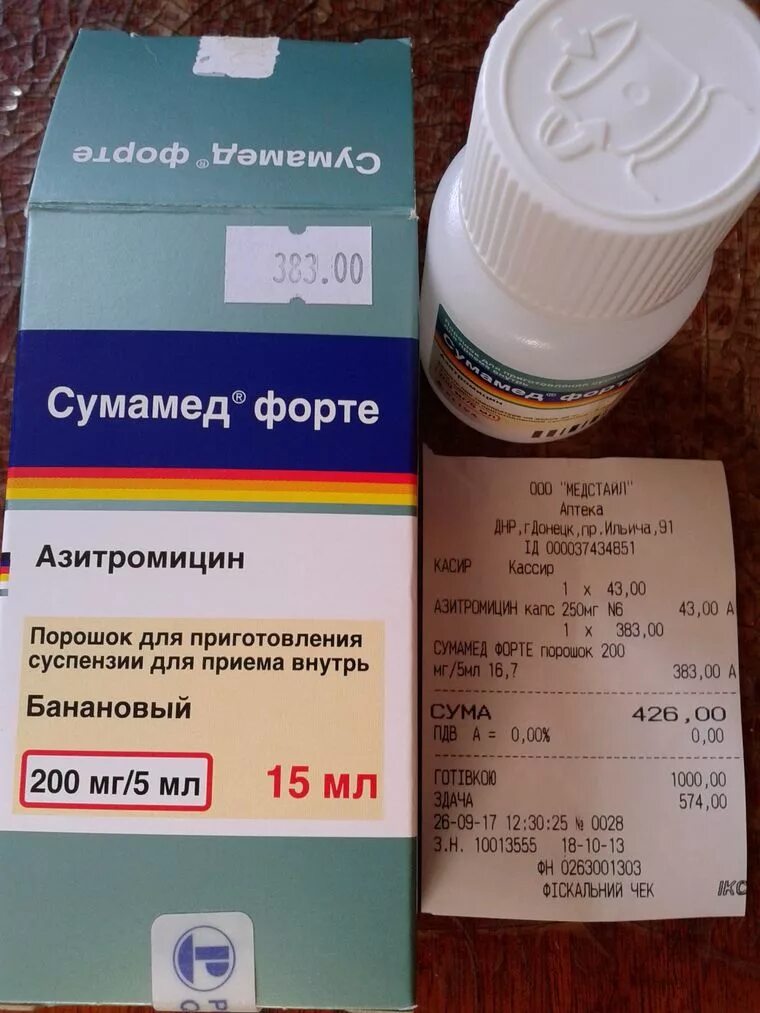 Сумамед® форте
383.00
Сумамед® форте
Азитромицин
Порошок для приготовления
суспензии для приема внутрь
Банановый
200 мг/5 мл
15 мл
P
Сумамед® форте
Азитромицин
ООО "МЕДСТАЙЛ"
Аптека
ДНР,гДонецк,пр.Ильича,91
ІД 000037434851
КАСИР Кассир
1 x 43,00
АЗИТРОМИЦИН капс 250мг N6 43,00 А
1 x 383,00
СУМАМЕД ФОРТЕ порошок 200
мг/5мл 16,7 383,00 А
СУМА 426,00
ПДВ А = 0,00% 0,00
ГОТІВКОЮ 1000,00
ЗДАЧА 574,00
26-09-17 12:30:25 № 0028
З.Н. 10013555 18-10-13
ФН 0263001303
ФІСКАЛЬНИЙ ЧЕК